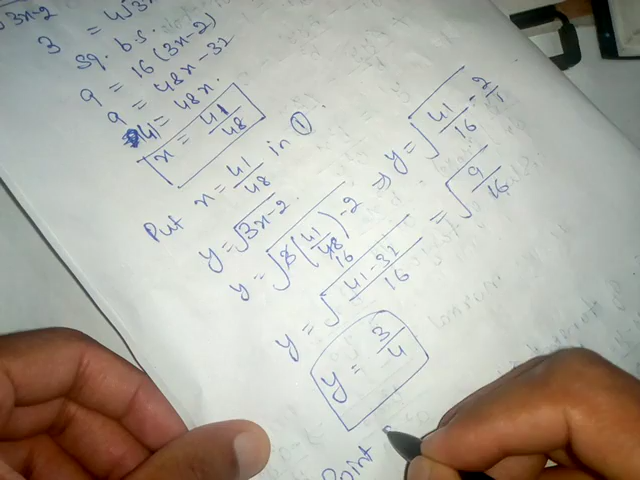 √3x-2
3 = 4√3x
Sq. b.s.
9 = 16(3x-2)
9 = 48x-32
41 = 48x.
x = 41/48
Put x = 41/48 in ①.
y = √3x-2
y = √3(41/48)-2 ⇒ y = √41/16 - 2/1
16
y = √41-32/16 = √9/16
y = 3/4
Point